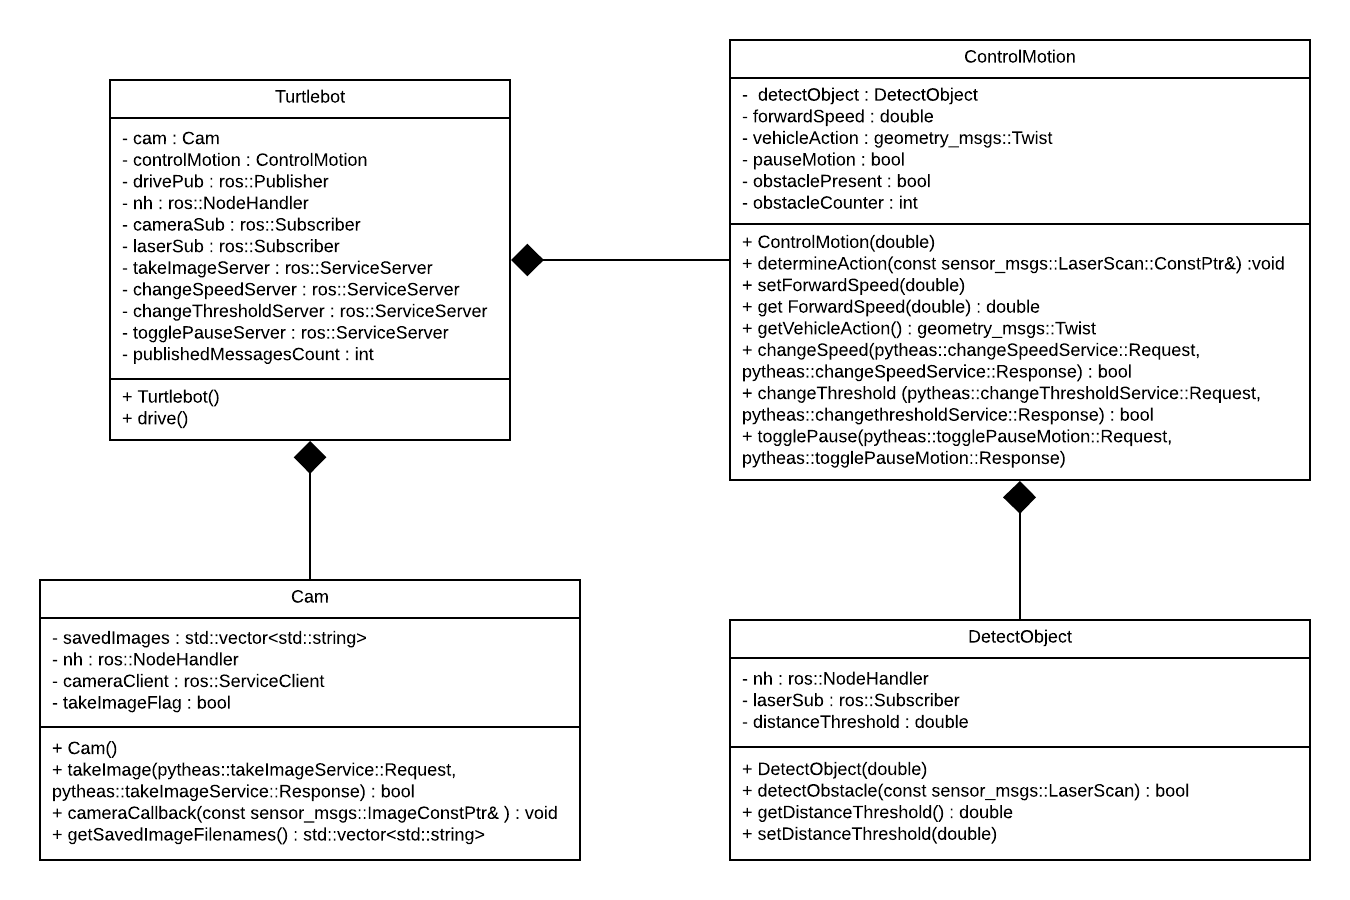 Turtlebot
- cam : Cam
- controlMotion : ControlMotion
- drivePub : ros::Publisher
- nh : ros::NodeHandler
- cameraSub : ros::Subscriber
- laserSub : ros::Subscriber
- takeImageServer : ros::ServiceServer
- changeSpeedServer : ros::ServiceServer
- changeThresholdServer : ros::ServiceServer
- togglePauseServer : ros::ServiceServer
- publishedMessagesCount : int
+ Turtlebot()
+ drive()
ControlMotion
- detectObject : DetectObject
- forwardSpeed : double
- vehicleAction : geometry_msgs::Twist
- pauseMotion : bool
- obstaclePresent : bool
- obstacleCounter : int
+ ControlMotion(double)
+ determineAction(const sensor_msgs::LaserScan::ConstPtr&) :void
+ setForwardSpeed(double)
+ get ForwardSpeed(double) : double
+ getVehicleAction() : geometry_msgs::Twist
+ changeSpeed(pytheas::changeSpeedService::Request,
pytheas::changeSpeedService::Response) : bool
+ changeThreshold (pytheas::changeThresholdService::Request,
pytheas::changethresholdService::Response) : bool
+ togglePause(pytheas::togglePauseMotion::Request,
pytheas::togglePauseMotion::Response)
Cam
- savedImages : std::vector<std::string>
- nh : ros::NodeHandler
- cameraClient : ros::ServiceClient
- takeImageFlag : bool
+ Cam()
+ takeImage(pytheas::takeImageService::Request,
pytheas::takeImageService::Response) : bool
+ cameraCallback(const sensor_msgs::ImageConstPtr& ) : void
+ getSavedImageFilenames() : std::vector<std::string>
DetectObject
- nh : ros::NodeHandler
- laserSub : ros::Subscriber
- distanceThreshold : double
+ DetectObject(double)
+ detectObstacle(const sensor_msgs::LaserScan) : bool
+ getDistanceThreshold() : double
+ setDistanceThreshold(double)